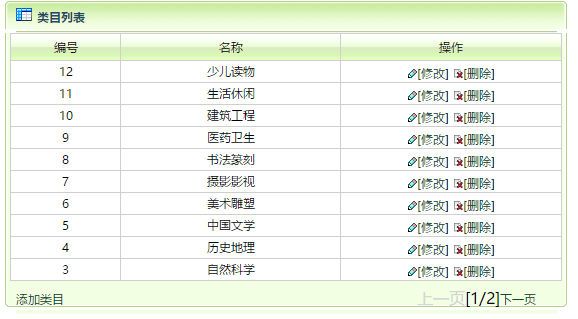 类目列表
编号 名称 操作
12 少儿读物 [修改] [删除]
11 生活休闲 [修改] [删除]
10 建筑工程 [修改] [删除]
9 医药卫生 [修改] [删除]
8 书法篆刻 [修改] [删除]
7 摄影影视 [修改] [删除]
6 美术雕塑 [修改] [删除]
5 中国文学 [修改] [删除]
4 历史地理 [修改] [删除]
3 自然科学 [修改] [删除]
添加类目 上一页[1/2]下一页